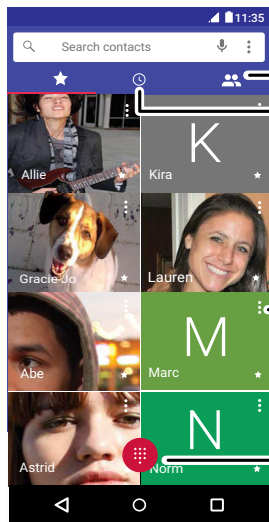 11:35
Search contacts
K
Allie
Kira
Gracie Jo
Lauren
M
Abe
Marc
N
Astrid
Norm